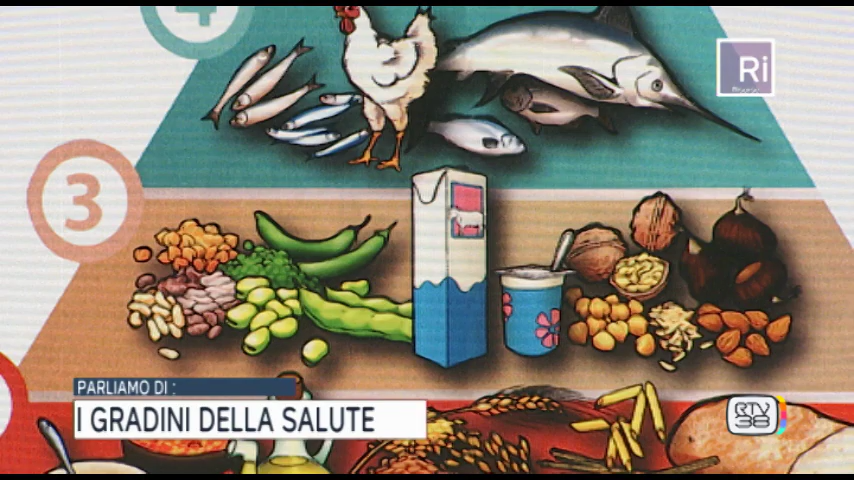 4
Ri
3
PARLIAMO DI :
I GRADINI DELLA SALUTE
RTV
38